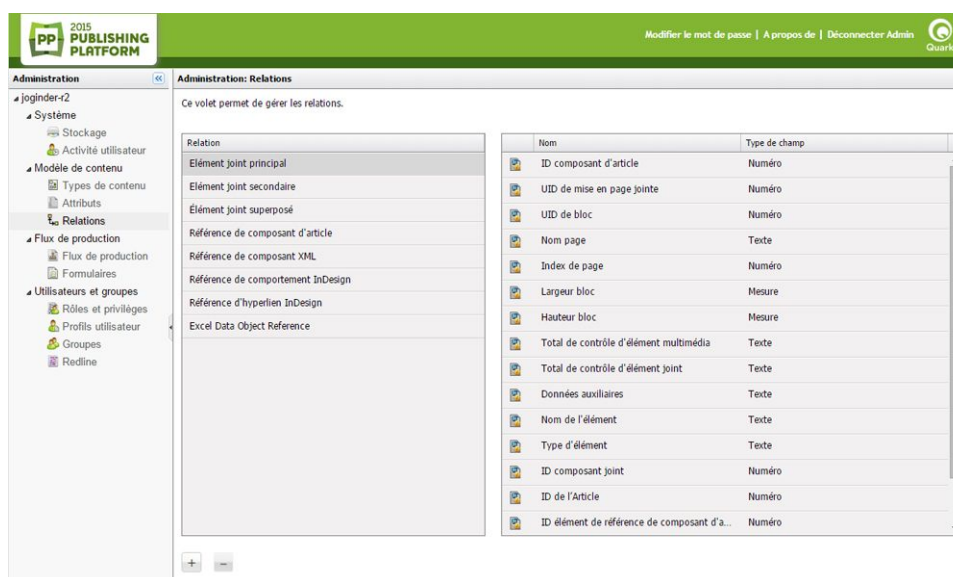 2015
PP PUBLISHING
PLATFORM
Modifier le mot de passe | A propos de | Déconnecter Admin
Quark
Administration
Administration: Relations
joginder-r2
Système
Stockage
Activité utilisateur
Modèle de contenu
Types de contenu
Attributs
Relations
Flux de production
Flux de production
Formulaires
Utilisateurs et groupes
Rôles et privilèges
Profils utilisateur
Groupes
Redline
Ce volet permet de gérer les relations.
Relation
Elément joint principal
Elément joint secondaire
Élément joint superposé
Référence de composant d'article
Référence de composant XML
Référence de comportement InDesign
Référence d'hyperlien InDesign
Excel Data Object Reference
Nom Type de champ
ID composant d'article Numéro
UID de mise en page jointe Numéro
UID de bloc Numéro
Nom page Texte
Index de page Numéro
Largeur bloc Mesure
Hauteur bloc Mesure
Total de contrôle d'élément multimédia Texte
Total de contrôle d'élément joint Texte
Données auxiliaires Texte
Nom de l'élément Texte
Type d'élément Texte
ID composant joint Numéro
ID de l'Article Numéro
ID élément de référence de composant d'a... Numéro